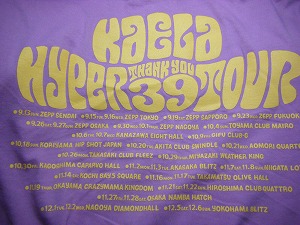 KAELA
HYPER THANK YOU 39 TOUR
★9.13 ZEPP SENDAI ★9.15 9.16 ZEPP TOKYO ★9.19 ZEPP SAPPORO ★9.23 ZEPP FUKUOKA
★9.26 9.27 ZEPP OSAKA ★9.30 10.1 ZEPP NAGOYA ★10.4 TOYAMA CLUB MAIRO
★10.6 10.7 KANAZAWA EIGHT HALL ★10.9 GIFU CLUB-G
★10.18 KORIYAMA HIP SHOT JAPAN ★10.20 AKITA CLUB SWINDLE ★10.21 AOMORI QUARTER
★10.26 TAKASAKI CLUB FLEEZ ★10.29 MIYAZAKI WEATHER KING
★10.30 KAGOSHIMA CAPARVO HALL ★11.2 AKASAKA BLITZ ★11.7 11.8 NIIGATA LOTS
★11.14 KOCHI BAY5 SQUARE ★11.16 11.17 TAKAMATSU OLIVE HALL
★11.19 OKAYAMA CRAZYMAMA KINGDOM ★11.21 11.22 HIROSHIMA CLUB QUATTRO
★11.27 11.28 OSAKA NAMBA HATCH
★12.1 12.2 NAGOYA DIAMONDHALL ★12.5 12.6 YOKOHAMA BLITZ